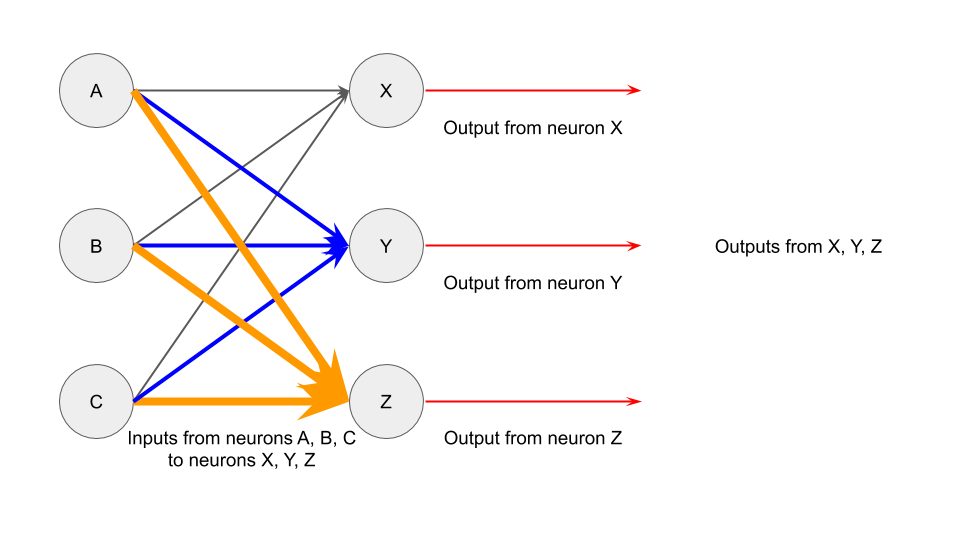 A
X
Output from neuron X
B
Y
Outputs from X, Y, Z
Output from neuron Y
C
Z
Inputs from neurons A, B, C
to neurons X, Y, Z
Output from neuron Z